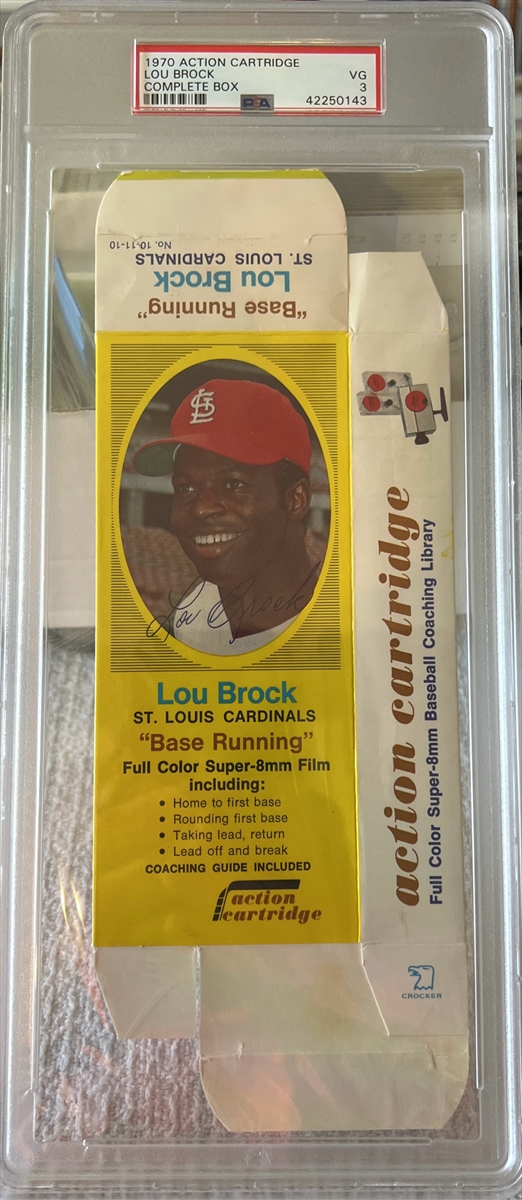 1970 ACTION CARTRIDGE
LOU BROCK VG
COMPLETE BOX 3
PSA 42250143
No. 10-11-10
ST. LOUIS CARDINALS
Lou Brock
"Base Running"
StL
Lou Brock
Lou Brock
ST. LOUIS CARDINALS
"Base Running"
Full Color Super-8mm Film
including:
• Home to first base
• Rounding first base
• Taking lead, return
• Lead off and break
COACHING GUIDE INCLUDED
action
cartridge
action cartridge
Full Color Super-8mm Baseball Coaching Library
CROCKER